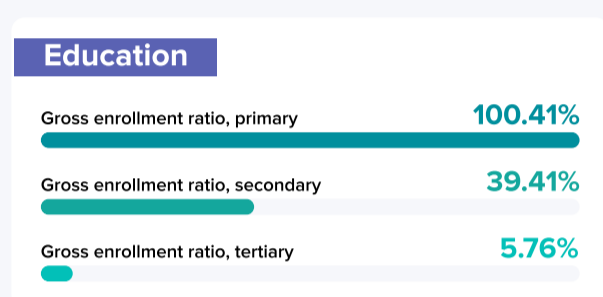 Education
Gross enrollment ratio, primary 100.41%
Gross enrollment ratio, secondary 39.41%
Gross enrollment ratio, tertiary 5.76%